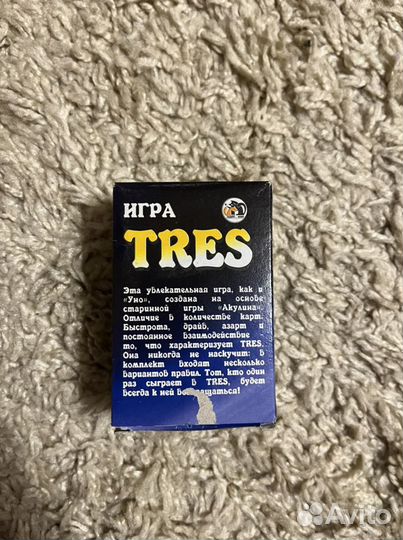 ИГРА
TRES
Эта увлекательная игра, как и
«Уно», создана на основе
старинной игры «Акулина».
Отличие в количестве карт.
Быстрота, драйв, азарт и
постоянное взаимодействие -
то, что характеризует TRES.
Она никогда не наскучит: в
комплект входят несколько
вариантов правил. Тот, кто один
раз сыграет в TRES, будет
всегда к ней возвращаться!
Avito